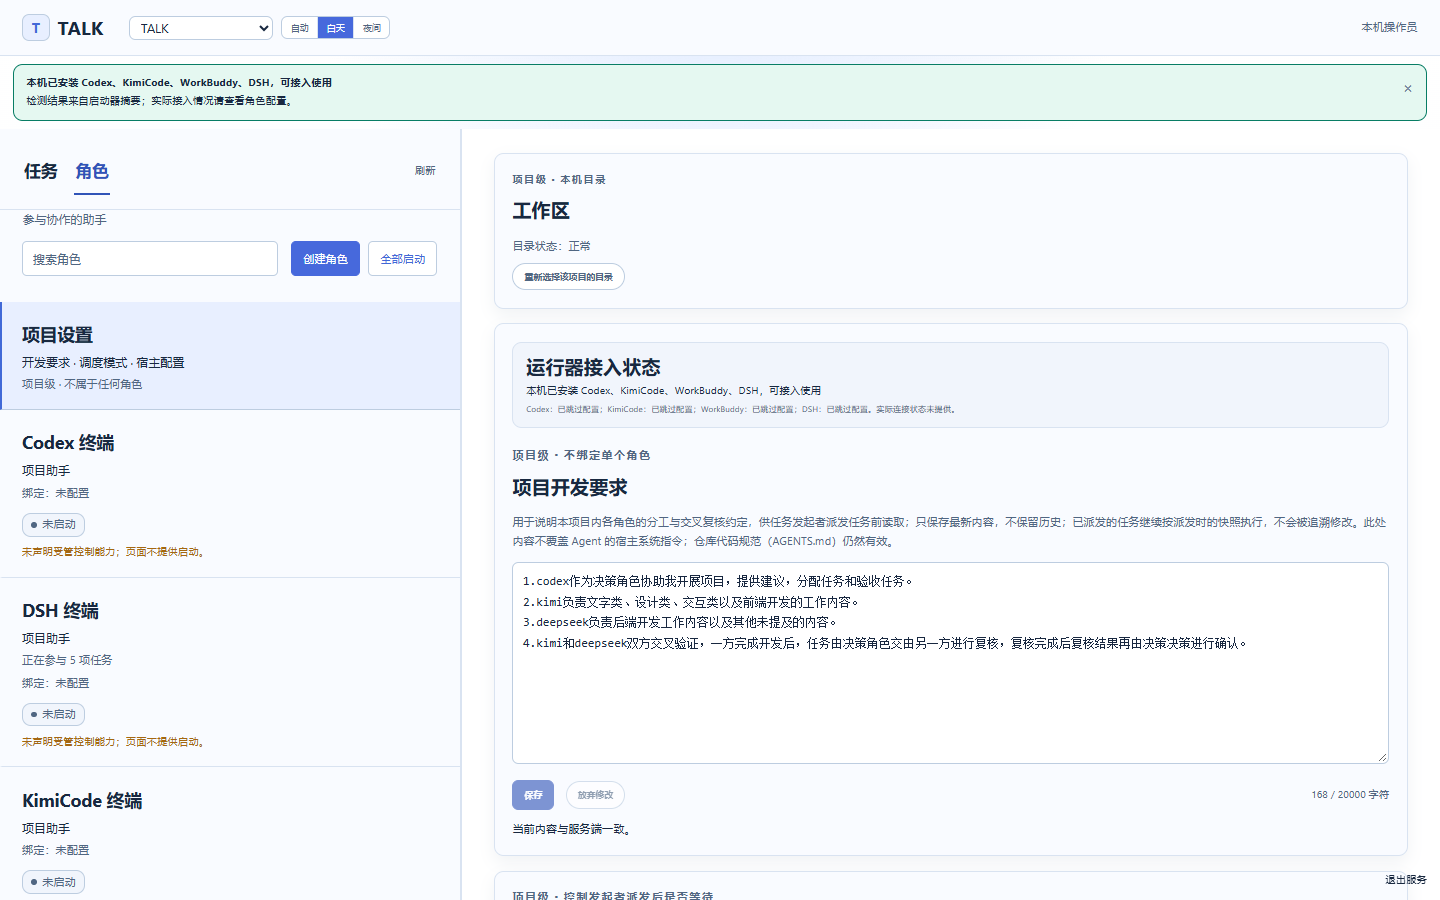 T TALK
TALK
自动 白天 夜间
本机操作员
本机已安装 Codex、KimiCode、WorkBuddy、DSH，可接入使用
检测结果来自启动器摘要；实际接入情况请查看角色配置。
×
任务 角色
刷新
参与协作的助手
搜索角色
创建角色
全部启动
项目设置
开发要求 · 调度模式 · 宿主配置
项目级 · 不属于任何角色
Codex 终端
项目助手
绑定：未配置
未启动
未声明受管控制能力；页面不提供启动。
DSH 终端
项目助手
正在参与 5 项任务
绑定：未配置
未启动
未声明受管控制能力；页面不提供启动。
KimiCode 终端
项目助手
绑定：未配置
未启动
项目级 · 本机目录
工作区
目录状态：正常
重新选择该项目的目录
运行器接入状态
本机已安装 Codex、KimiCode、WorkBuddy、DSH，可接入使用
Codex：已跳过配置；KimiCode：已跳过配置；WorkBuddy：已跳过配置；DSH：已跳过配置。实际连接状态未提供。
项目级 · 不绑定单个角色
项目开发要求
用于说明本项目内各角色的分工与交叉复核约定，供任务发起者派发任务前读取；只保存最新内容，不保留历史；已派发的任务继续按派发时的快照执行，不会被追溯修改。此处
内容不覆盖 Agent 的宿主系统指令；仓库代码规范（AGENTS.md）仍然有效。
1.codex作为决策角色协助我开展项目，提供建议，分配任务和验收任务。
2.kimi负责文字类、设计类、交互类以及前端开发的工作内容。
3.deepseek负责后端开发工作内容以及其他未提及的内容。
4.kimi和deepseek双方交叉验证，一方完成开发后，任务由决策角色交由另一方进行复核，复核完成后复核结果再由决策决策进行确认。
保存
放弃修改
168 / 20000 字符
当前内容与服务端一致。
项目级 · 控制发起者派发后是否等待
退出服务